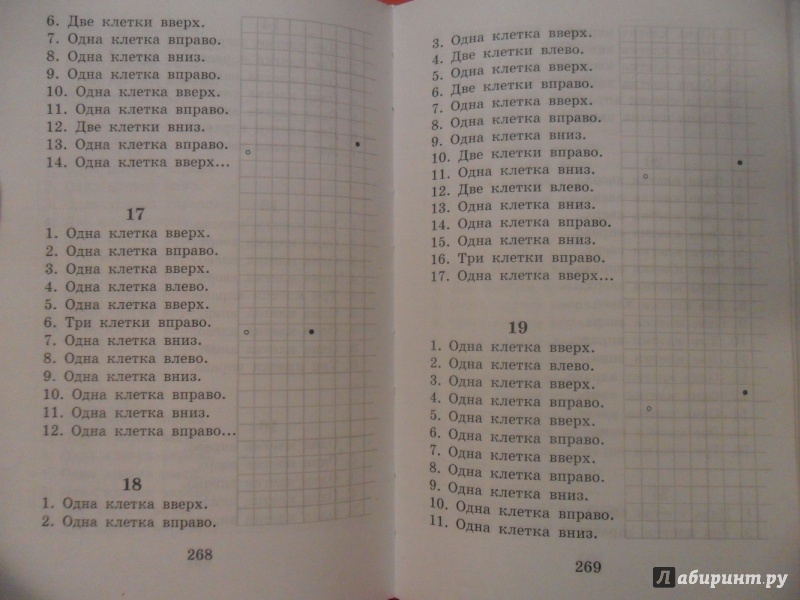 6. Две клетки вверх.
7. Одна клетка вправо.
8. Одна клетка вниз.
9. Одна клетка вправо.
10. Одна клетка вверх.
11. Одна клетка вправо.
12. Две клетки вниз.
13. Одна клетка вправо.
14. Одна клетка вверх...
17
1. Одна клетка вверх.
2. Одна клетка вправо.
3. Одна клетка вверх.
4. Одна клетка влево.
5. Одна клетка вверх.
6. Три клетки вправо.
7. Одна клетка вниз.
8. Одна клетка влево.
9. Одна клетка вниз.
10. Одна клетка вправо.
11. Одна клетка вниз.
12. Одна клетка вправо...
18
1. Одна клетка вверх.
2. Одна клетка вправо.
268
3. Одна клетка вверх.
4. Две клетки влево.
5. Одна клетка вверх.
6. Две клетки вправо.
7. Одна клетка вверх.
8. Одна клетка вправо.
9. Одна клетка вниз.
10. Две клетки вправо.
11. Одна клетка вниз.
12. Две клетки влево.
13. Одна клетка вниз.
14. Одна клетка вправо.
15. Одна клетка вниз.
16. Три клетки вправо.
17. Одна клетка вверх...
19
1. Одна клетка вверх.
2. Одна клетка влево.
3. Одна клетка вверх.
4. Одна клетка вправо.
5. Одна клетка вверх.
6. Одна клетка вправо.
7. Одна клетка вверх.
8. Одна клетка вправо.
9. Одна клетка вниз.
10. Одна клетка вправо.
11. Одна клетка вниз.
269
Лабиринт.ру